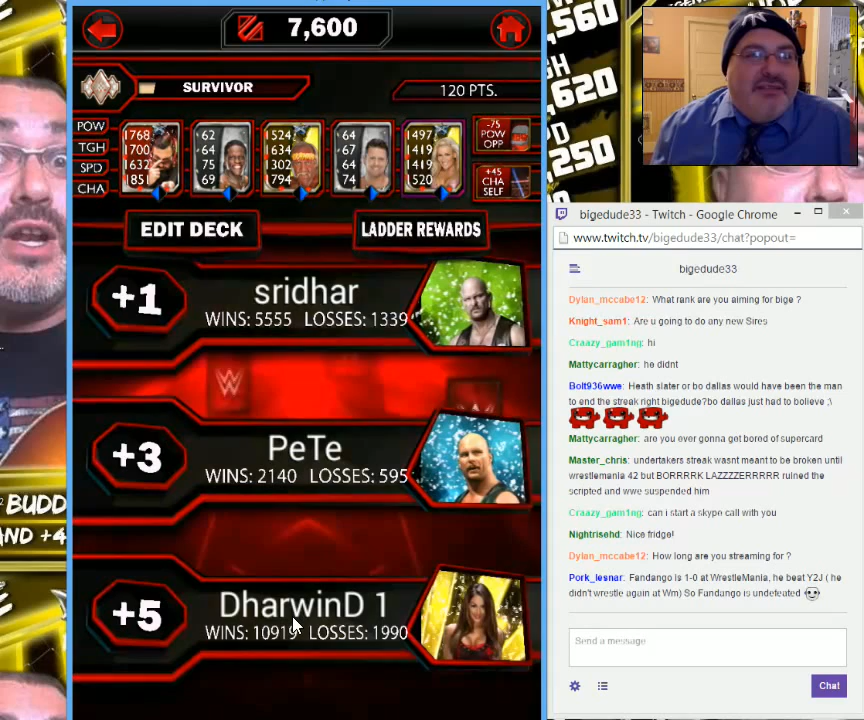 7,600
SURVIVOR
120 PTS.
POW
TGH
SPD
CHA
1768
1700
1632
1851
62
64
75
69
1524
1634
1302
1794
64
67
64
74
1497
1419
1419
1520
-75
POW
OPP
+45
CHA
SELF
EDIT DECK
LADDER REWARDS
+1
sridhar
WINS: 5555 LOSSES: 1339
+3
PeTe
WINS: 2140 LOSSES: 595
+5
DharwinD 1
WINS: 10919 LOSSES: 1990
BUDD
AND +4
,560
GH
,620
D
,250
bigedude33 - Twitch - Google Chrome
www.twitch.tv/bigedude33/chat?popout=
bigedude33
Dylan_mccabe12: What rank are you aiming for bige ?
Knight_sam1: Are u going to do any new Sires
Craazy_gam1ng: hi
Mattycarragher: he didnt
Bolt936wwe: Heath slater or bo dallas would have been the man
to end the streak right bigedude?bo dallas just had to bolieve ;\
Mattycarragher: are you ever gonna get bored of supercard
Master_chris: undertakers streak wasnt meant to be broken until
wrestlemania 42 but BORRRRK LAZZZZERRRRR ruined the
scripted and wwe suspended him
Craazy_gam1ng: can i start a skype call with you
Nightrisehd: Nice fridge!
Dylan_mccabe12: How long are you streaming for ?
Pork_lesnar: Fandango is 1-0 at WrestleMania, he beat Y2J ( he
didn't wrestle again at Wm) So Fandango is undefeated
Send a message
Chat